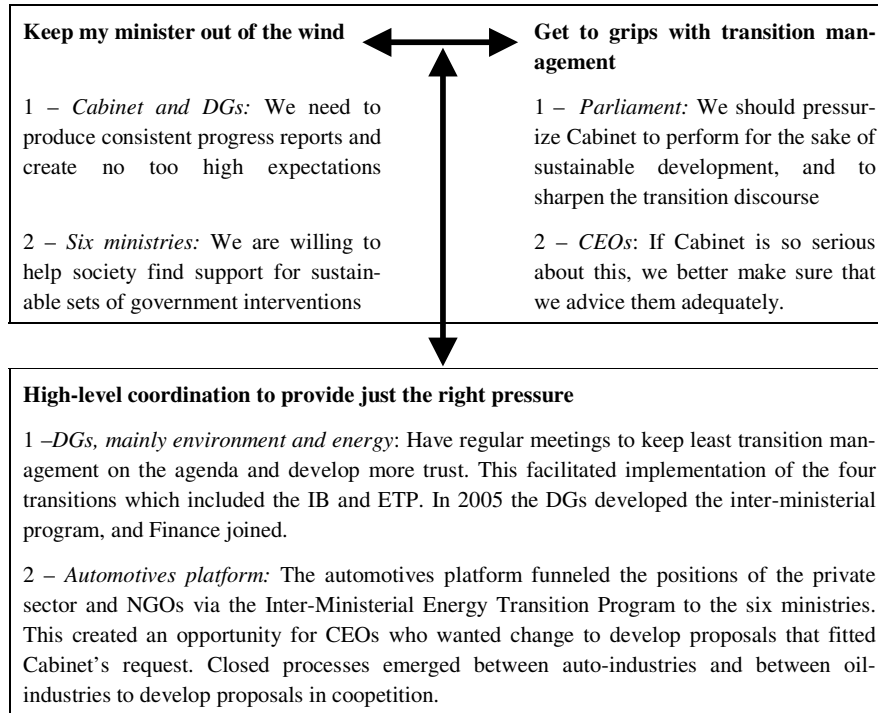 Keep my minister out of the wind
1 – Cabinet and DGs: We need to
produce consistent progress reports and
create no too high expectations
2 – Six ministries: We are willing to
help society find support for sustain-
able sets of government interventions
Get to grips with transition man-
agement
1 – Parliament: We should pressur-
ize Cabinet to perform for the sake of
sustainable development, and to
sharpen the transition discourse
2 – CEOs: If Cabinet is so serious
about this, we better make sure that
we advice them adequately.
High-level coordination to provide just the right pressure
1 –DGs, mainly environment and energy: Have regular meetings to keep least transition man-
agement on the agenda and develop more trust. This facilitated implementation of the four
transitions which included the IB and ETP. In 2005 the DGs developed the inter-ministerial
program, and Finance joined.
2 – Automotives platform: The automotives platform funneled the positions of the private
sector and NGOs via the Inter-Ministerial Energy Transition Program to the six ministries.
This created an opportunity for CEOs who wanted change to develop proposals that fitted
Cabinet's request. Closed processes emerged between auto-industries and between oil-
industries to develop proposals in coopetition.